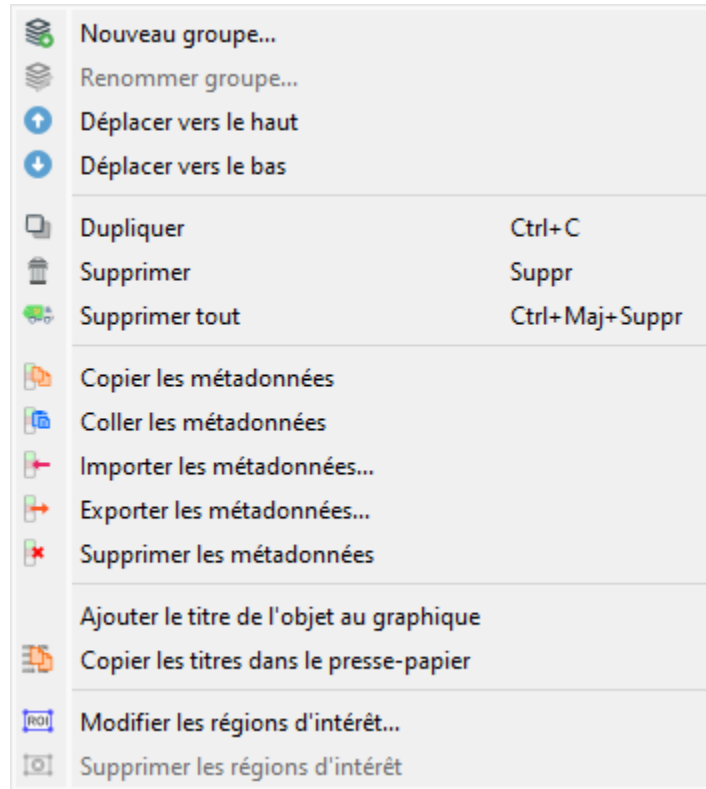 Nouveau groupe...
Renommer groupe...
Déplacer vers le haut
Déplacer vers le bas
Dupliquer Ctrl+C
Supprimer Suppr
Supprimer tout Ctrl+Maj+Suppr
Copier les métadonnées
Coller les métadonnées
Importer les métadonnées...
Exporter les métadonnées...
Supprimer les métadonnées
Ajouter le titre de l'objet au graphique
Copier les titres dans le presse-papier
ROI Modifier les régions d'intérêt...
Supprimer les régions d'intérêt